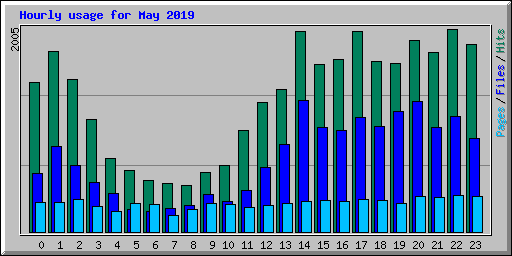 Hourly usage for May 2019
2005
Pages/Files/Hits
0 1 2 3 4 5 6 7 8 9 10 11 12 13 14 15 16 17 18 19 20 21 22 23